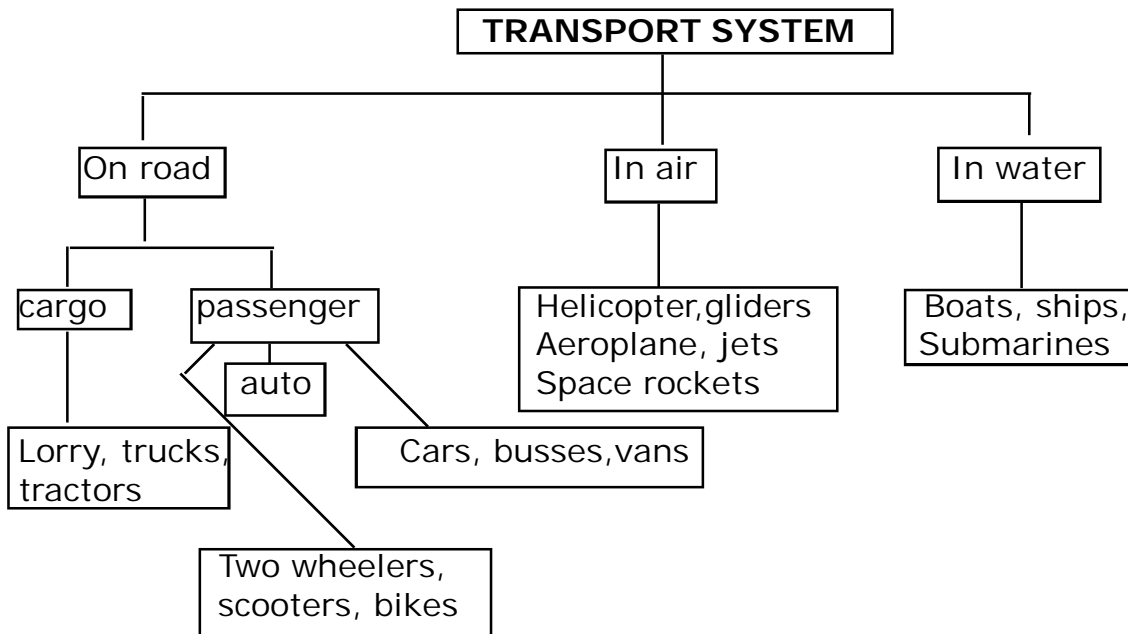 TRANSPORT SYSTEM
On road
In air
In water
cargo
passenger
Helicopter,gliders
Aeroplane, jets
Space rockets
Boats, ships,
Submarines
auto
Lorry, trucks,
tractors
Cars, busses,vans
Two wheelers,
scooters, bikes